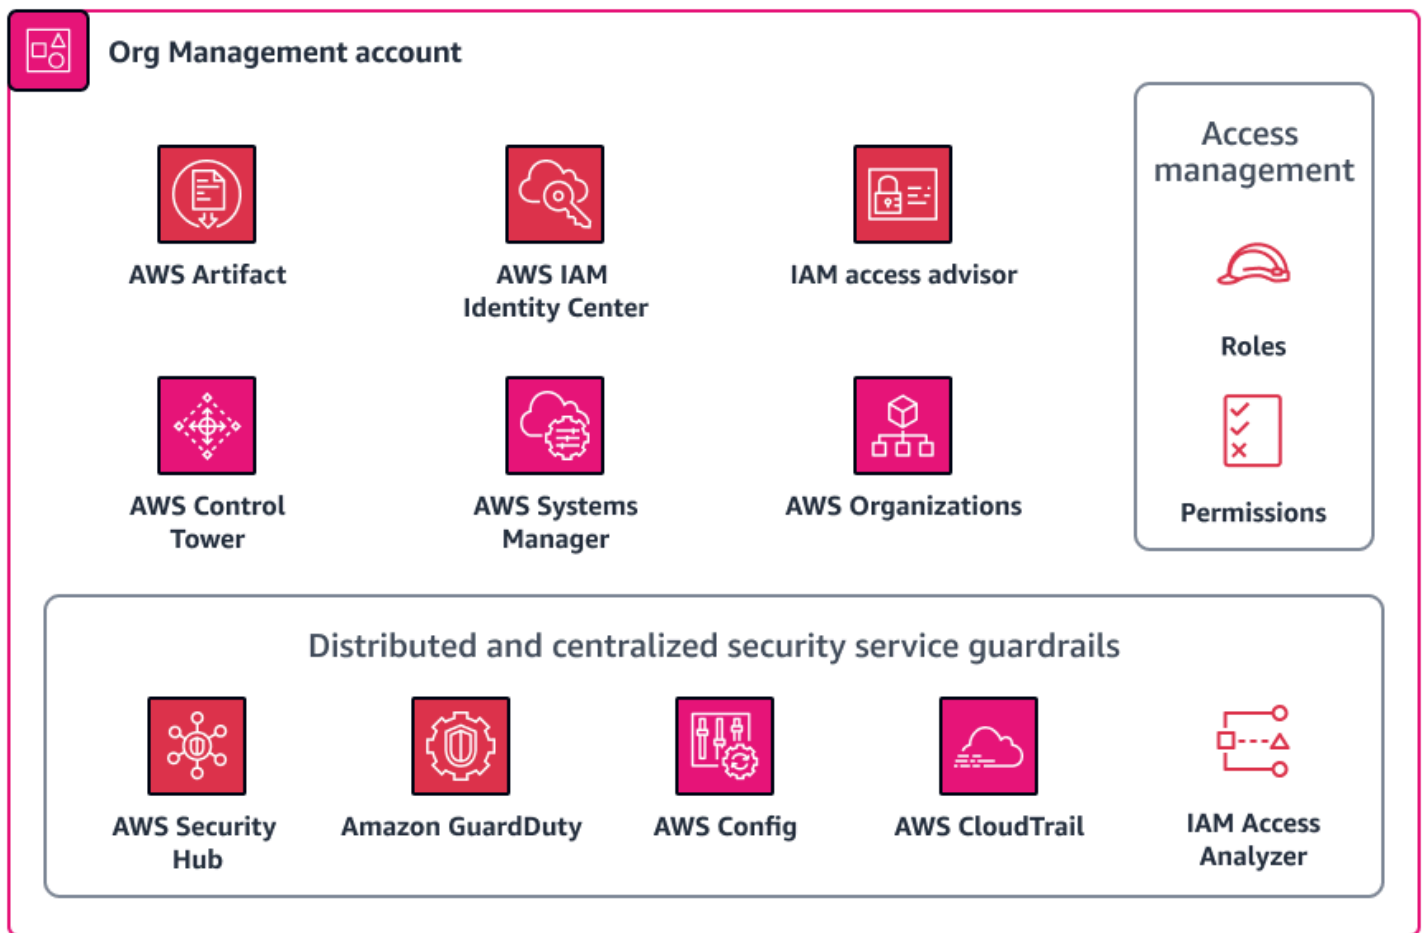 Org Management account
Access
management
AWS Artifact
AWS IAM
Identity Center
IAM access advisor
Roles
AWS Control
Tower
AWS Systems
Manager
AWS Organizations
Permissions
Distributed and centralized security service guardrails
AWS Security
Hub
Amazon GuardDuty
AWS Config
AWS CloudTrail
IAM Access
Analyzer